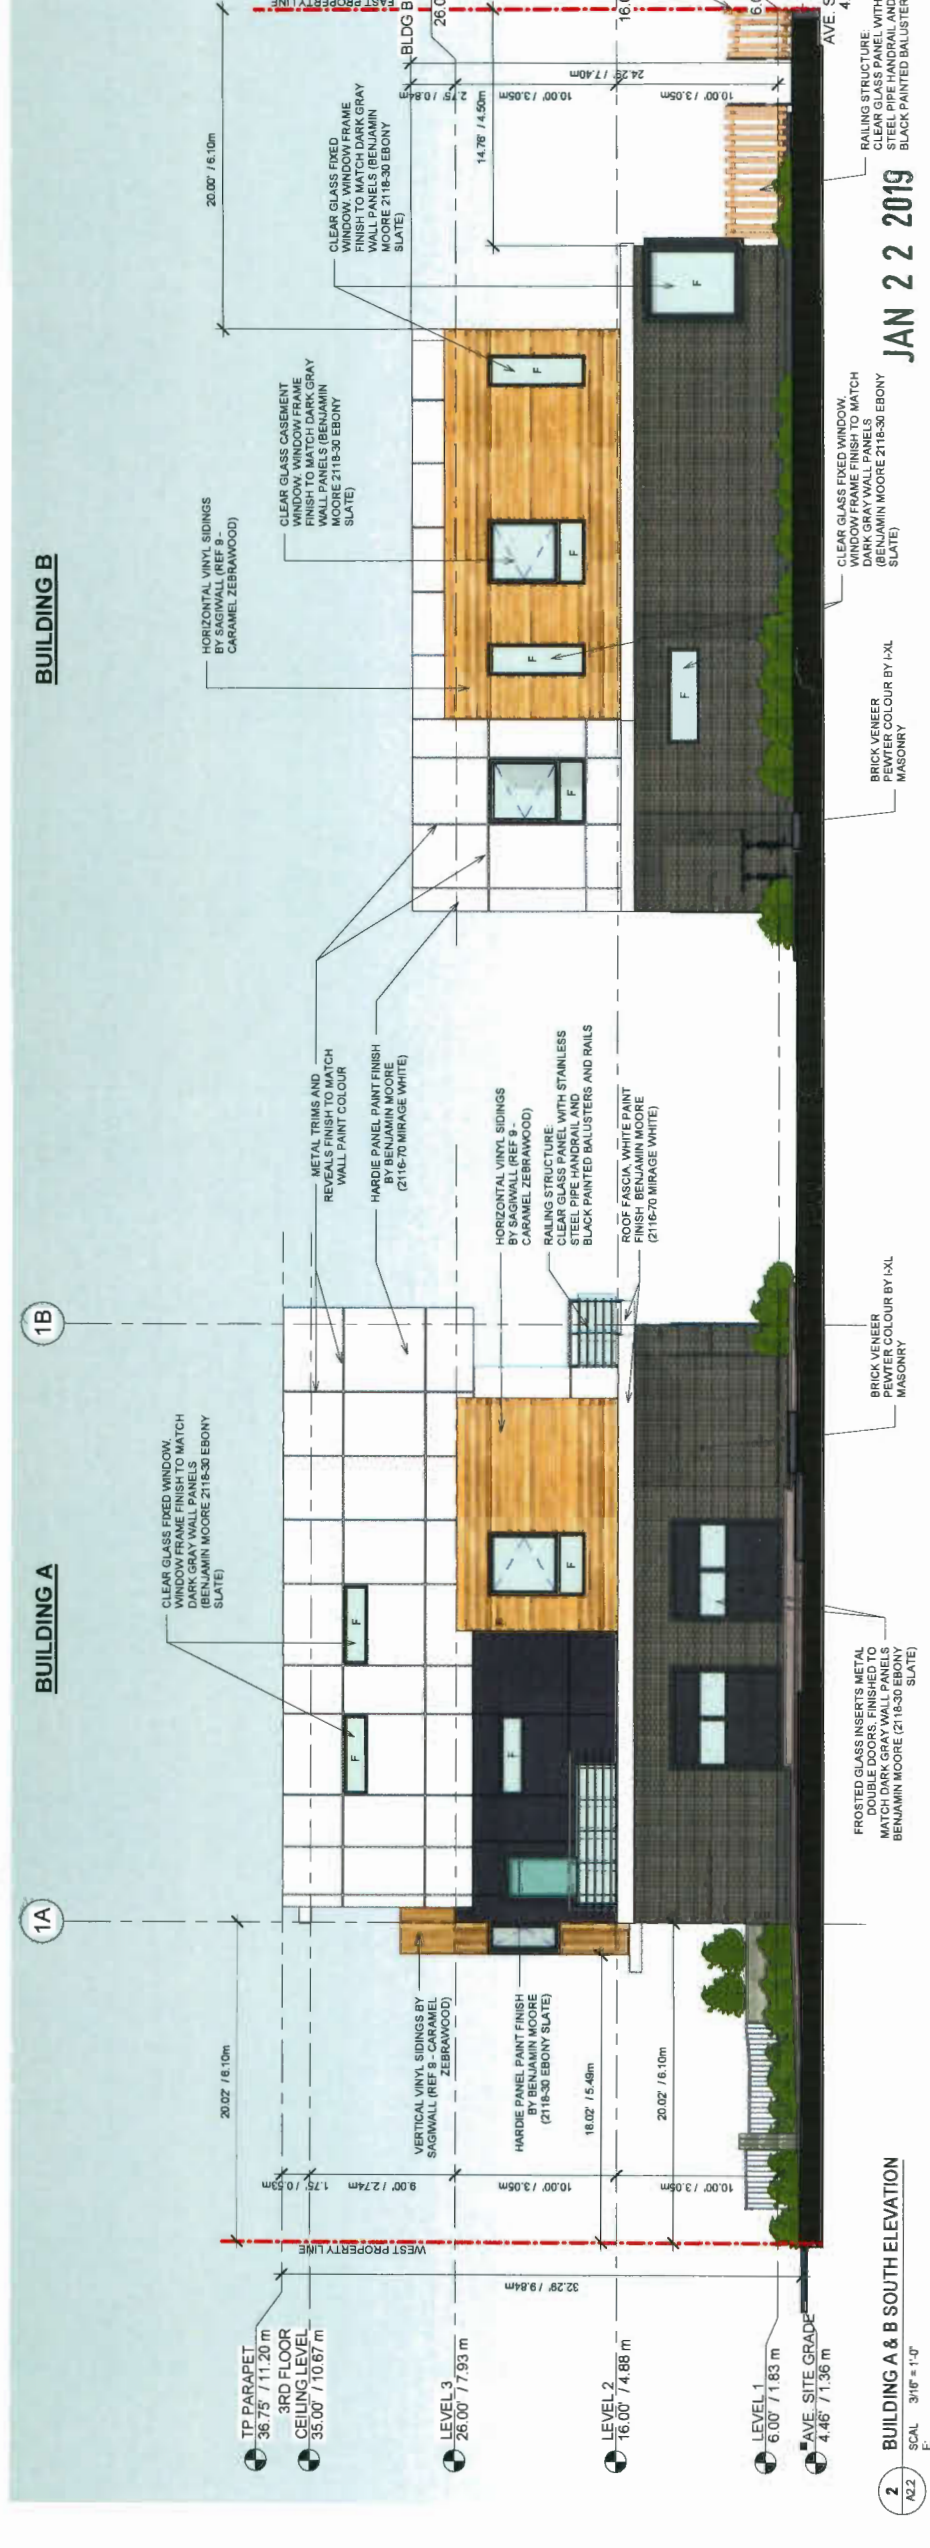 BUILDING A
BUILDING B
1A
1B
EAST PROPERTY LINE
WEST PROPERTY LINE
TP PARAPET
36.75' / 11.20 m
3RD FLOOR
CEILING LEVEL
35.00' / 10.67 m
LEVEL 3
26.00' / 7.93 m
LEVEL 2
16.00' / 4.88 m
LEVEL 1
6.00' / 1.83 m
AVE. SITE GRADE
4.46' / 1.36 m
20.02' / 6.10m
1.75' / 0.53m
9.00' / 2.74m
10.00' / 3.05m
10.00' / 3.05m
32.29' / 9.84m
18.02' / 5.49m
20.02' / 6.10m
VERTICAL VINYL SIDINGS BY
SAGIWALL (REF 9 - CARAMEL
ZEBRAWOOD)
HARDIE PANEL PAINT FINISH
BY BENJAMIN MOORE
(2118-30 EBONY SLATE)
CLEAR GLASS FIXED WINDOW.
WINDOW FRAME FINISH TO MATCH
DARK GRAY WALL PANELS
(BENJAMIN MOORE 2118-30 EBONY
SLATE)
F
F
F
F
METAL TRIMS AND
REVEALS FINISH TO MATCH
WALL PAINT COLOUR
HARDIE PANEL PAINT FINISH
BY BENJAMIN MOORE
(2116-70 MIRAGE WHITE)
HORIZONTAL VINYL SIDINGS
BY SAGIWALL (REF 9 -
CARAMEL ZEBRAWOOD)
RAILING STRUCTURE:
CLEAR GLASS PANEL WITH STAINLESS
STEEL PIPE HANDRAIL AND
BLACK PAINTED BALUSTERS AND RAILS
ROOF FASCIA, WHITE PAINT
FINISH BENJAMIN MOORE
(2116-70 MIRAGE WHITE)
FROSTED GLASS INSERTS METAL
DOUBLE DOORS, FINISHED TO
MATCH DARK GRAY WALL PANELS
BENJAMIN MOORE (2118-30 EBONY
SLATE)
BRICK VENEER
PEWTER COLOUR BY I-XL
MASONRY
HORIZONTAL VINYL SIDINGS
BY SAGIWALL (REF 9 -
CARAMEL ZEBRAWOOD)
CLEAR GLASS CASEMENT
WINDOW. WINDOW FRAME
FINISH TO MATCH DARK GRAY
WALL PANELS (BENJAMIN
MOORE 2118-30 EBONY
SLATE)
CLEAR GLASS FIXED
WINDOW. WINDOW FRAME
FINISH TO MATCH DARK GRAY
WALL PANELS (BENJAMIN
MOORE 2118-30 EBONY
SLATE)
20.00' / 6.10m
14.76' / 4.50m
2.75' / 0.84m
10.00' / 3.05m
10.00' / 3.05m
24.29' / 7.40m
BLDG B
26.0
16.0
6.0
AVE. S
4.
F
F
F
F
F
F
BRICK VENEER
PEWTER COLOUR BY I-XL
MASONRY
CLEAR GLASS FIXED WINDOW.
WINDOW FRAME FINISH TO MATCH
DARK GRAY WALL PANELS
(BENJAMIN MOORE 2118-30 EBONY
SLATE)
RAILING STRUCTURE:
CLEAR GLASS PANEL WITH
STEEL PIPE HANDRAIL AND
BLACK PAINTED BALUSTER
JAN 22 2019
2
A2.2
BUILDING A & B SOUTH ELEVATION
SCAL 3/16" = 1'-0"
E: